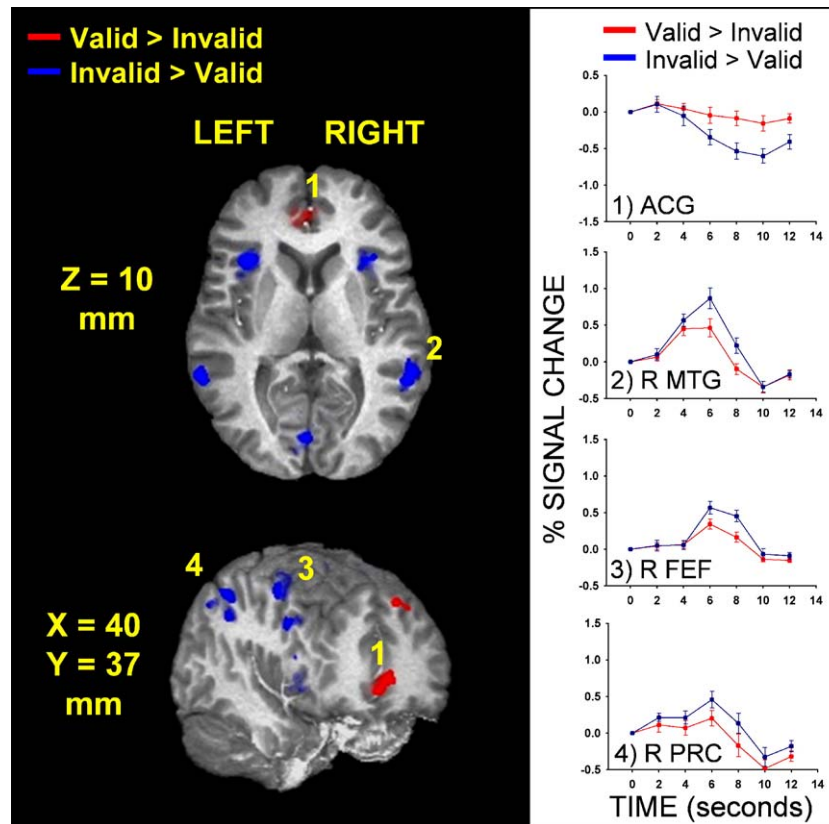 Valid > Invalid
Invalid > Valid
LEFT RIGHT
1
Z = 10
mm
2
4
3
X = 40
Y = 37
mm
1
Valid > Invalid
Invalid > Valid
% SIGNAL CHANGE
0.5
0.0
-0.5
-1.0
-1.5
1) ACG
0 2 4 6 8 10 12 14
1.5
1.0
0.5
0.0
-0.5
2) R MTG
0 2 4 6 8 10 12 14
1.5
1.0
0.5
0.0
-0.5
3) R FEF
0 2 4 6 8 10 12 14
1.5
1.0
0.5
0.0
-0.5
4) R PRC
0 2 4 6 8 10 12 14
TIME (seconds)